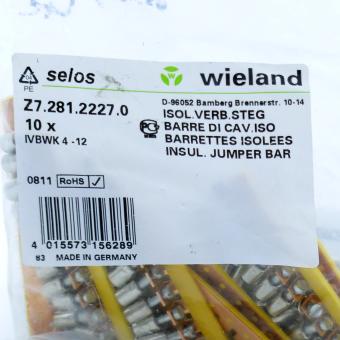 04
PE
selos
wieland
Z7.281.2227.0
D-96052 Bamberg Brennerstr. 10-14
10 x
ISOL.VERB.STEG
BARRE DI CAV.ISO
IVBWK 4 -12
BARRETTES ISOLEES
INSUL. JUMPER BAR
0811 RoHS ✓
4 015573 156289
83 MADE IN GERMANY